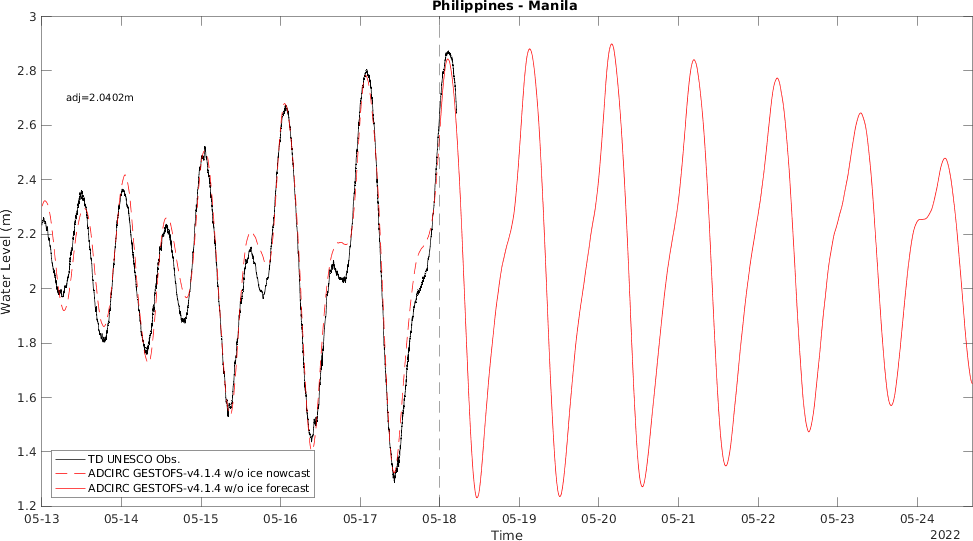 Philippines - Manila
3
2.8
adj=2.0402m
2.6
2.4
2.2
2
1.8
1.6
1.4
1.2
Water Level (m)
TD UNESCO Obs.
ADCIRC GESTOFS-v4.1.4 w/o ice nowcast
ADCIRC GESTOFS-v4.1.4 w/o ice forecast
05-13 05-14 05-15 05-16 05-17 05-18 05-19 05-20 05-21 05-22 05-23 05-24
Time
2022